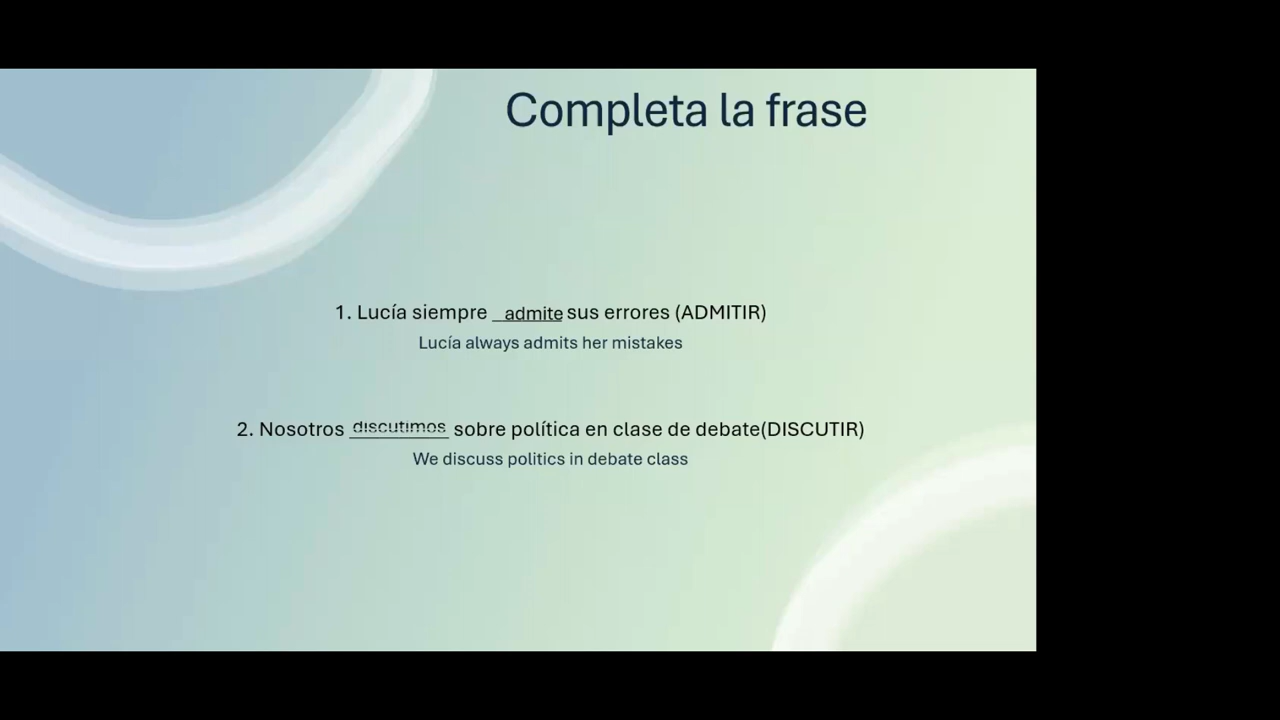 Completa la frase
1. Lucía siempre _admite sus errores (ADMITIR)
Lucía always admits her mistakes
2. Nosotros discutimos sobre política en clase de debate(DISCUTIR)
We discuss politics in debate class